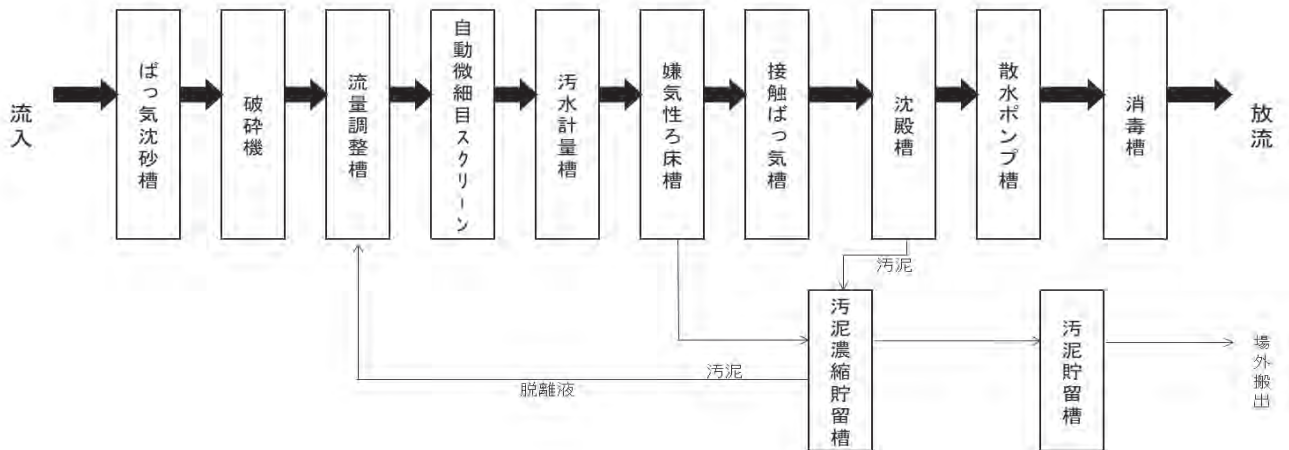 流入
ばっ気沈砂槽
破砕機
流量調整槽
自動微細目スクリーン
汚水計量槽
嫌気性ろ床槽
接触ばっ気槽
沈殿槽
散水ポンプ槽
消毒槽
放流
汚泥
汚泥濃縮貯留槽
汚泥貯留槽
場外搬出
汚泥
脱離液